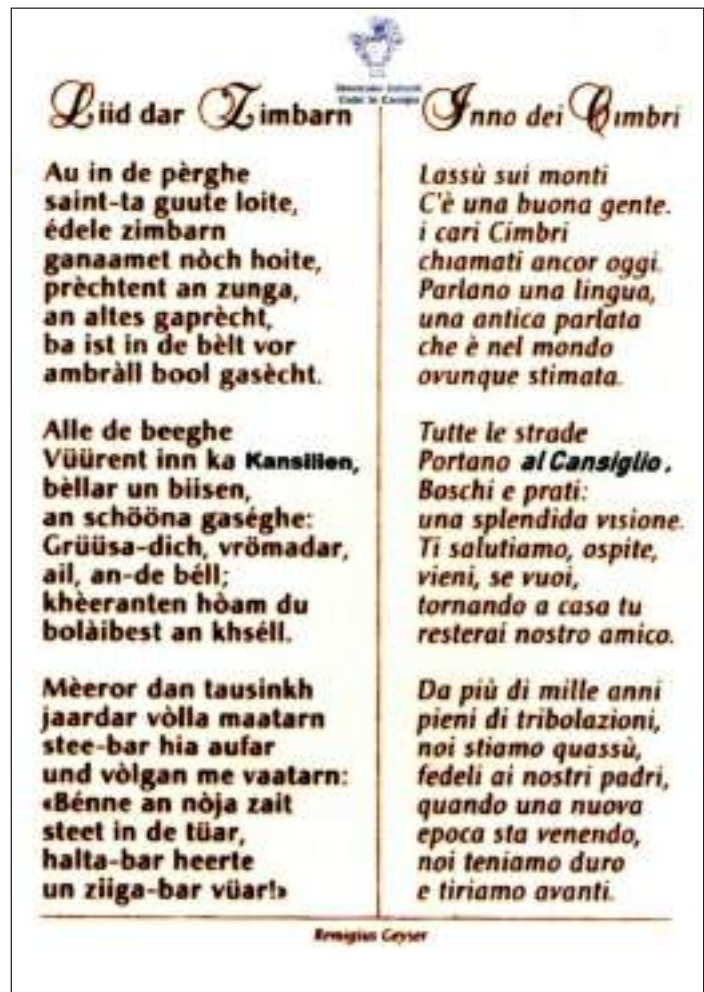 Liid dar Zimbarn
Au in de pèrghe
saint-ta guute loite,
édele zimbarn
ganaamet nòch hoite,
prèchtent an zunga,
an altes gaprècht,
ba ist in de bèlt vor
ambràll bool gasècht.
Alle de beeghe
Vüürent inn ka Kansilien,
bèllar un biisen,
an schööna gaséghe:
Grüüsa-dich, vrömadar,
ail, an-de béll;
khèeranten hòam du
bolàibest an khséll.
Mèeror dan tausinkh
jaardar vòlla maatarn
stee-bar hia aufar
und vòlgan me vaatarn:
«Bénne an nòja zait
steet in de tüar,
halta-bar heerte
un ziiga-bar vüar!»
Inno dei Cimbri
Lassù sui monti
C'è una buona gente.
i cari Cimbri
chiamati ancor oggi.
Parlano una lingua,
una antica parlata
che è nel mondo
ovunque stimata.
Tutte le strade
Portano al Cansiglio.
Boschi e prati:
una splendida visione.
Ti salutiamo, ospite,
vieni, se vuoi,
tornando a casa tu
resterai nostro amico.
Da più di mille anni
pieni di tribolazioni,
noi stiamo quassù,
fedeli ai nostri padri,
quando una nuova
epoca sta venendo,
noi teniamo duro
e tiriamo avanti.
Remigius Geyser